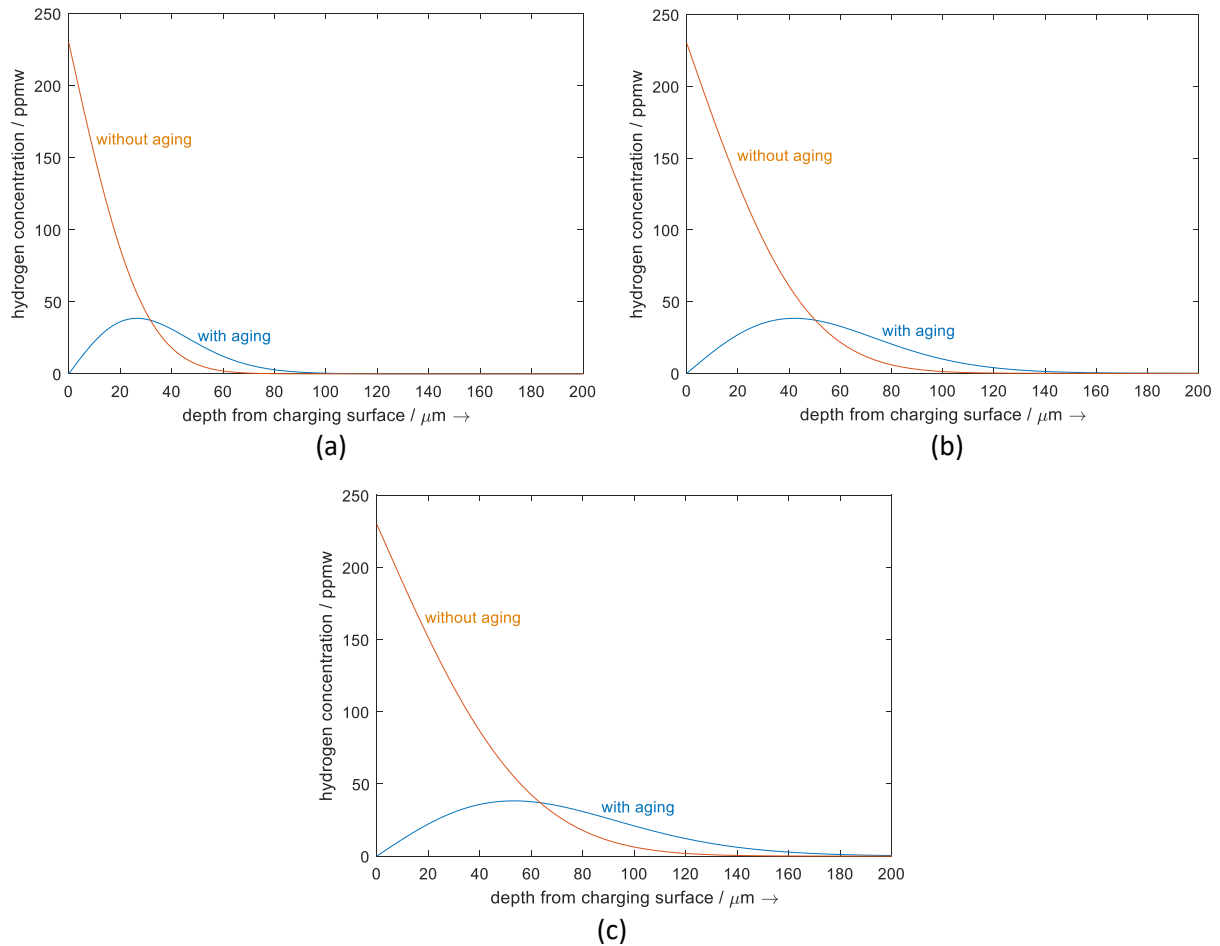 250
200
150
100
50
0
hydrogen concentration / ppmw
without aging
with aging
0 20 40 60 80 100 120 140 160 180 200
depth from charging surface / μm →
(a)
250
200
150
100
50
0
hydrogen concentration / ppmw
without aging
with aging
0 20 40 60 80 100 120 140 160 180 200
depth from charging surface / μm →
(b)
250
200
150
100
50
0
hydrogen concentration / ppmw
without aging
with aging
0 20 40 60 80 100 120 140 160 180 200
depth from charging surface / μm →
(c)